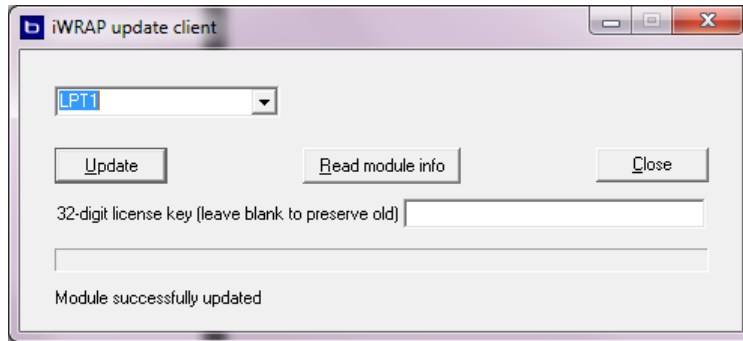 iWRAP update client
LPT1
Update Read module info Close
32-digit license key (leave blank to preserve old)
Module successfully updated